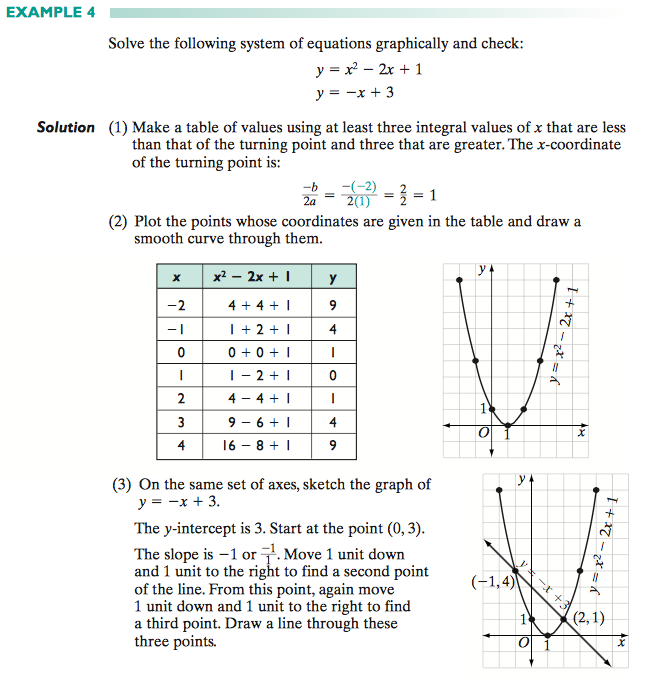 EXAMPLE 4
Solve the following system of equations graphically and check:
y = x² − 2x + 1
y = −x + 3
Solution (1) Make a table of values using at least three integral values of x that are less
than that of the turning point and three that are greater. The x-coordinate
of the turning point is:
−b/2a = −(−2)/2(1) = 2/2 = 1
(2) Plot the points whose coordinates are given in the table and draw a
smooth curve through them.
x x² − 2x + 1 y
−2 4 + 4 + 1 9
−1 1 + 2 + 1 4
0 0 + 0 + 1 1
1 1 − 2 + 1 0
2 4 − 4 + 1 1
3 9 − 6 + 1 4
4 16 − 8 + 1 9
y
y = x² − 2x + 1
1
O 1 x
(3) On the same set of axes, sketch the graph of
y = −x + 3.
The y-intercept is 3. Start at the point (0, 3).
The slope is −1 or −1/1. Move 1 unit down
and 1 unit to the right to find a second point
of the line. From this point, again move
1 unit down and 1 unit to the right to find
a third point. Draw a line through these
three points.
y
y = x² − 2x + 1
y = −x + 3
(−1, 4)
1 (2, 1)
O 1 x